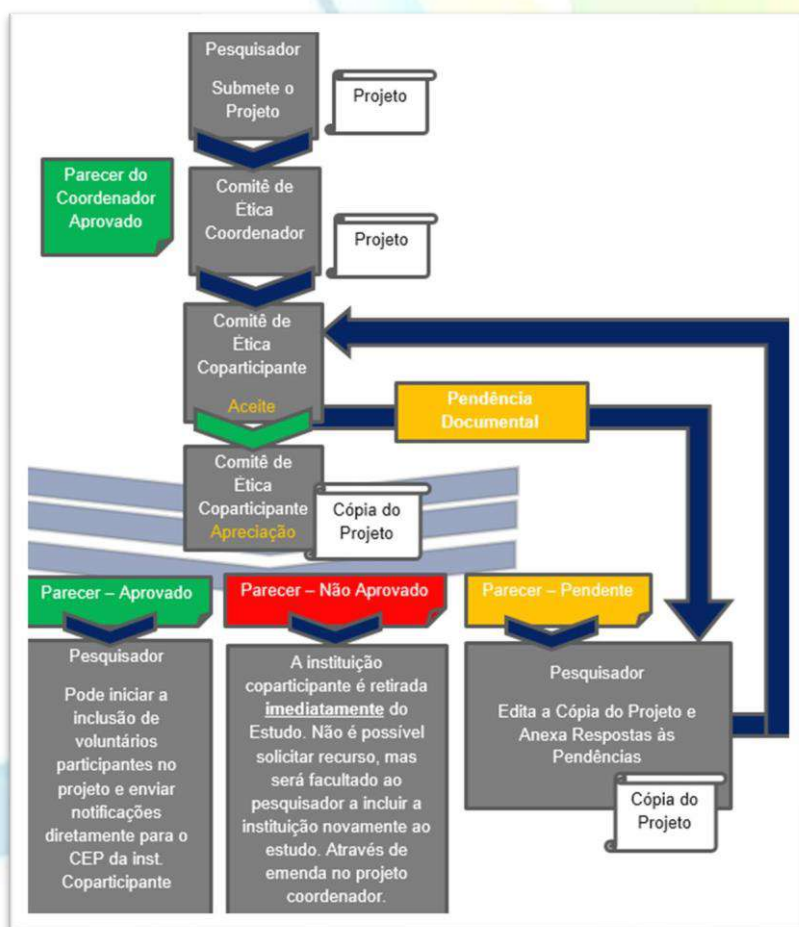 Pesquisador
Submete o
Projeto
Projeto
Parecer do
Coordenador
Aprovado
Comitê de
Ética
Coordenador
Projeto
Comitê de
Ética
Coparticipante
Aceite
Pendência
Documental
Comitê de
Ética
Coparticipante
Apreciação
Cópia do
Projeto
Parecer – Aprovado
Parecer – Não Aprovado
Parecer – Pendente
Pesquisador
Pode iniciar a
inclusão de
voluntários
participantes no
projeto e enviar
notificações
diretamente para o
CEP da inst.
Coparticipante
A instituição
coparticipante é retirada
imediatamente do
Estudo. Não é possível
solicitar recurso, mas
será facultado ao
pesquisador a incluir a
instituição novamente ao
estudo. Através de
emenda no projeto
coordenador.
Pesquisador
Edita a Cópia do Projeto e
Anexa Respostas às
Pendências
Cópia do
Projeto